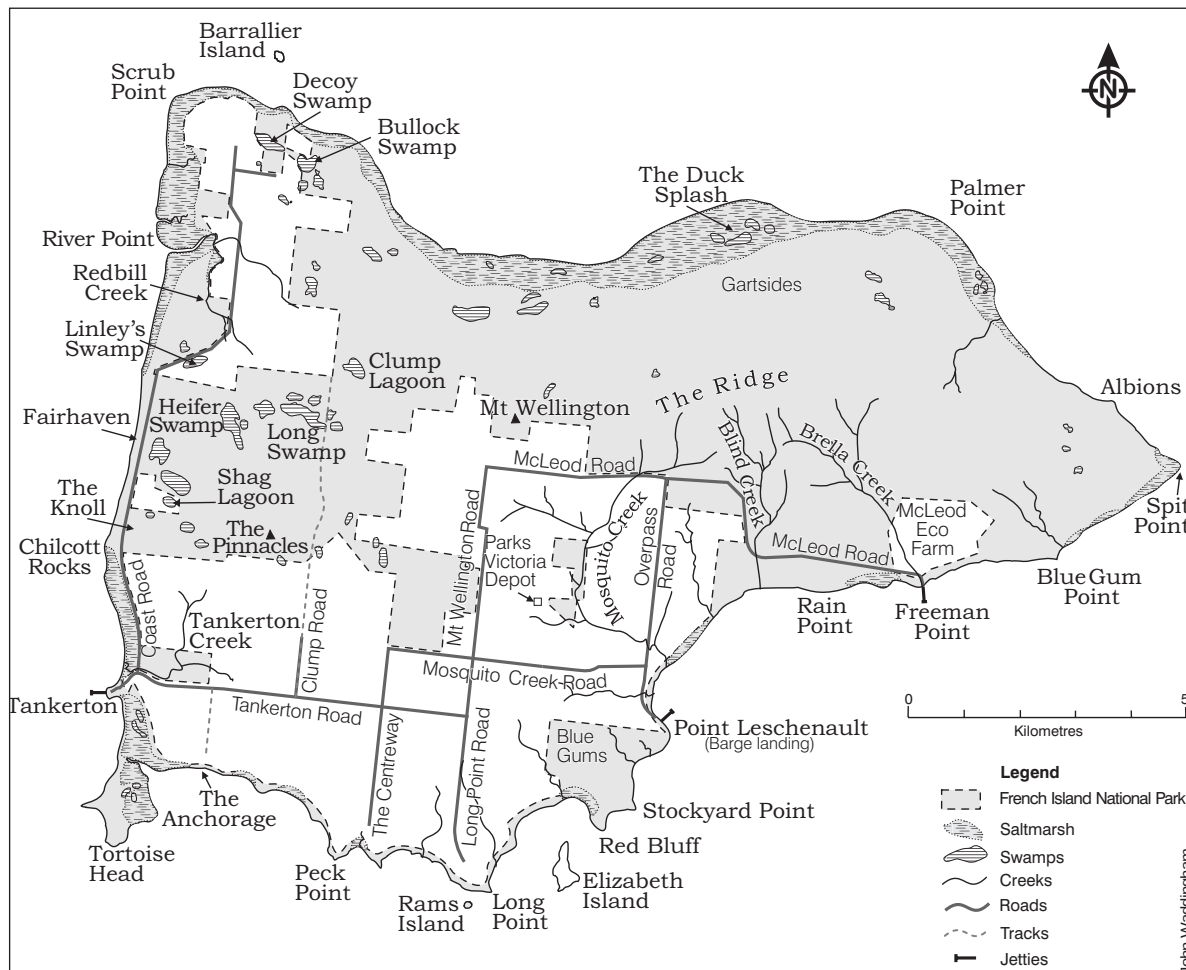 Barrallier
Island
Scrub
Point
Decoy
Swamp
Bullock
Swamp
N
The Duck
Splash
Palmer
Point
River Point
Redbill
Creek
Gartsides
Linley's
Swamp
Clump
Lagoon
The Ridge
Albions
Fairhaven
Heifer
Swamp
Long
Swamp
Mt Wellington
Blind Creek
Brella Creek
McLeod Road
Shag
Lagoon
The
Knoll
The
Pinnacles
McLeod
Eco
Farm
Spit
Point
Chilcott
Rocks
Mt Wellington Road
Parks
Victoria
Depot
Mosquito Creek
Overpass
Road
McLeod Road
Blue Gum
Point
Rain
Point
Freeman
Point
Coast Road
Tankerton
Creek
Clump Road
Mosquito Creek Road
Tankerton
Tankerton Road
Point Leschenault
(Barge landing)
0
5
Kilometres
Blue
Gums
The Centreway
Long Point Road
The
Anchorage
Stockyard Point
Tortoise
Head
Red Bluff
Peck
Point
Rams
Island
Long
Point
Elizabeth
Island
Legend
French Island National Park
Saltmarsh
Swamps
Creeks
Roads
Tracks
Jetties
John Waddingham